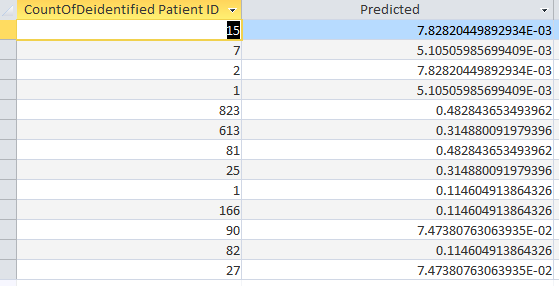 CountOfDeidentified Patient ID Predicted
15 7.82820449892934E-03
7 5.10505985699409E-03
2 7.82820449892934E-03
1 5.10505985699409E-03
823 0.482843653493962
613 0.314880091979396
81 0.482843653493962
25 0.314880091979396
1 0.114604913864326
166 0.114604913864326
90 7.47380763063935E-02
82 0.114604913864326
27 7.47380763063935E-02